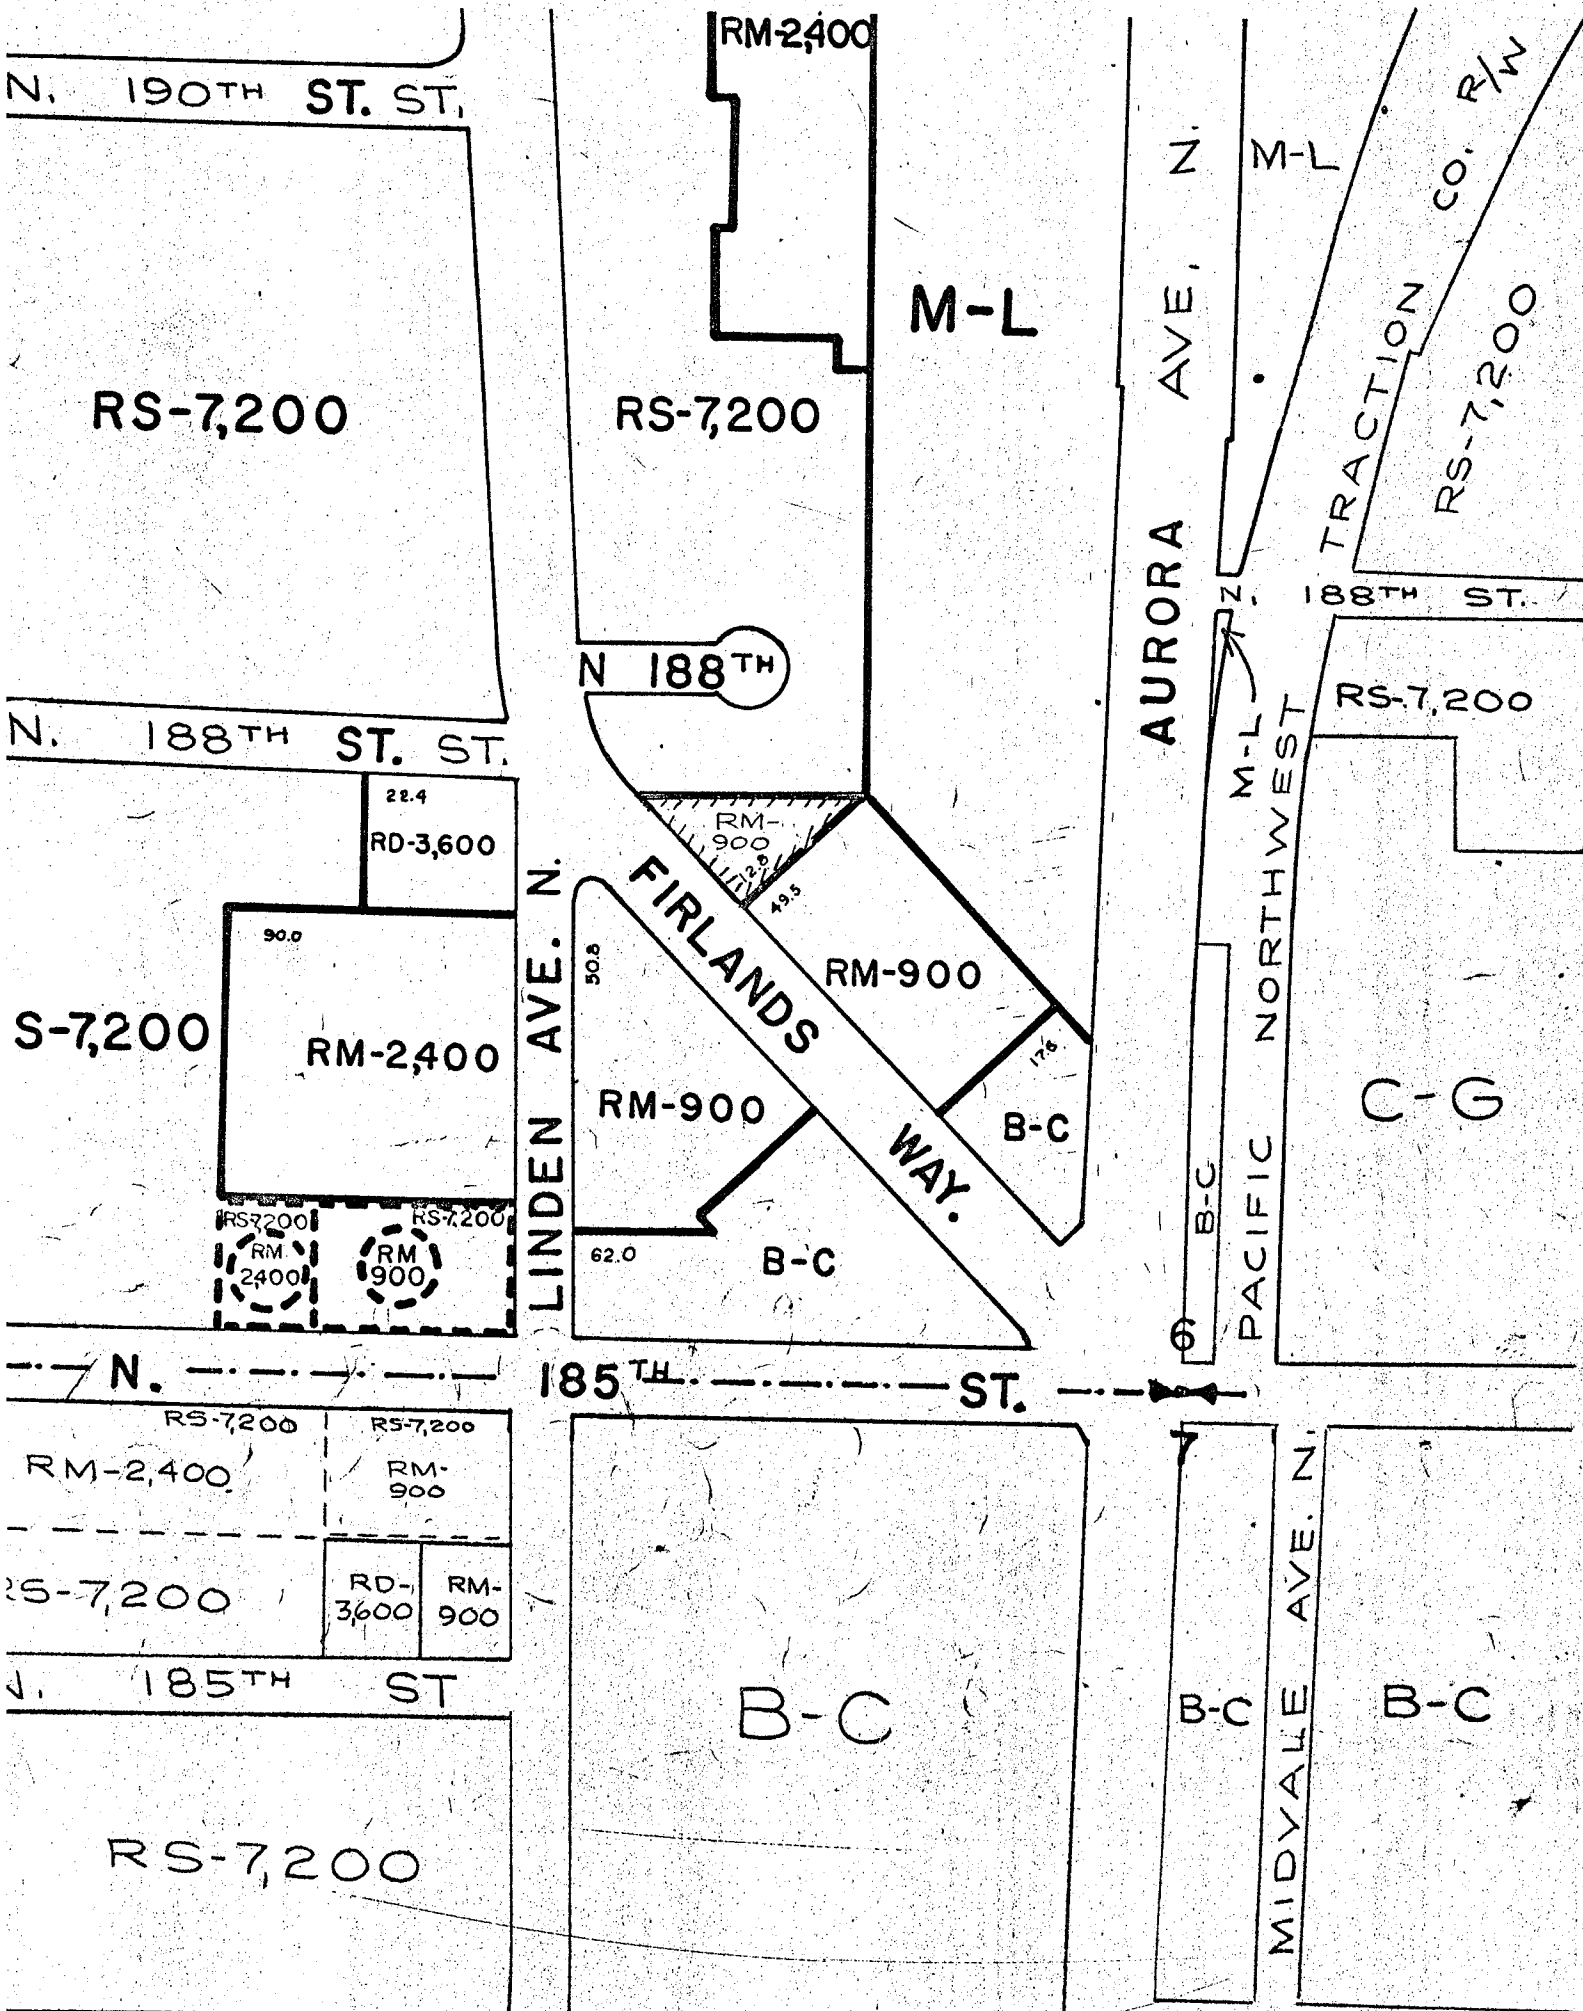 RM-2,400
N. 190TH ST. ST.
AURORA AVE. N.
M-L
PACIFIC NORTHWEST TRACTION CO. R/W
M-L
RS-7,200
RS-7,200
RS-7,200
N 188TH
N. 188TH ST.
N. 188TH ST. ST.
RS-7,200
M-L
22.4
RD-3,600
RM-
900
12.8
49.5
FIRLANDS WAY.
LINDEN AVE. N.
90.0
50.8
RM-900
S-7,200
RM-2,400
17.6
RM-900
B-C
C-G
B-C
RS-7,200
RM
2,400
RS-7,200
RM
900
62.0
B-C
6
N. 185TH ST.
7
RS-7,200
RM-2,400
RS-7,200
RM-
900
RS-7,200
RD-
3,600
RM-
900
185TH ST
B-C
B-C
MIDVALE AVE. N.
B-C
RS-7,200